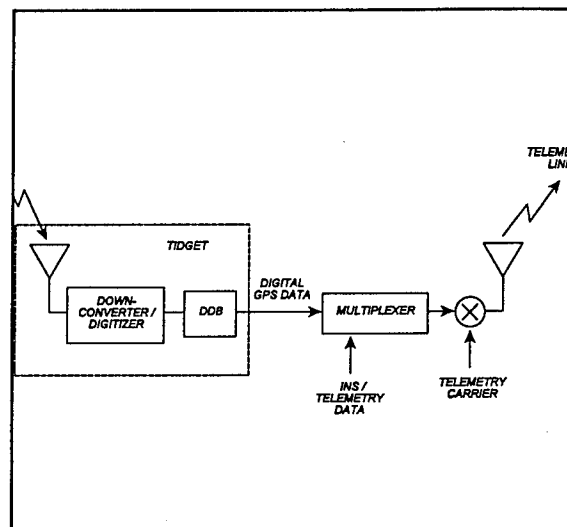 TIDGET
DOWN-
CONVERTER /
DIGITIZER
DDB
DIGITAL
GPS DATA
MULTIPLEXER
INS /
TELEMETRY
DATA
TELEMETRY
CARRIER